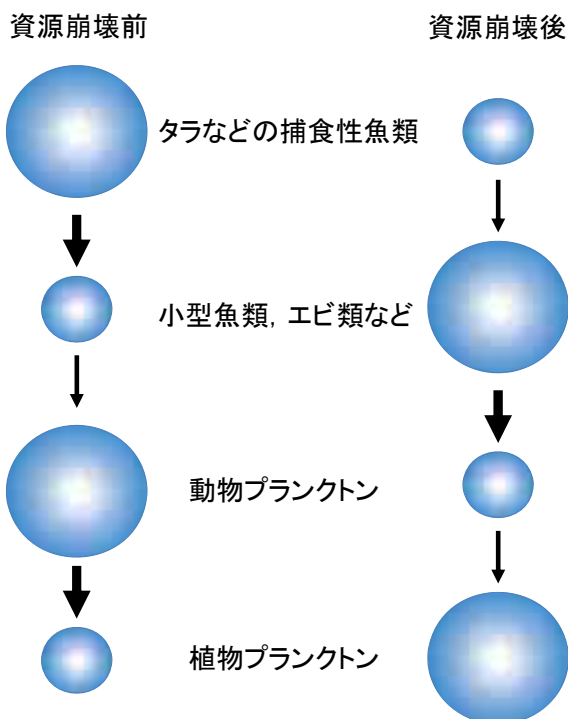 資源崩壊前
資源崩壊後
タラなどの捕食性魚類
小型魚類, エビ類など
動物プランクトン
植物プランクトン